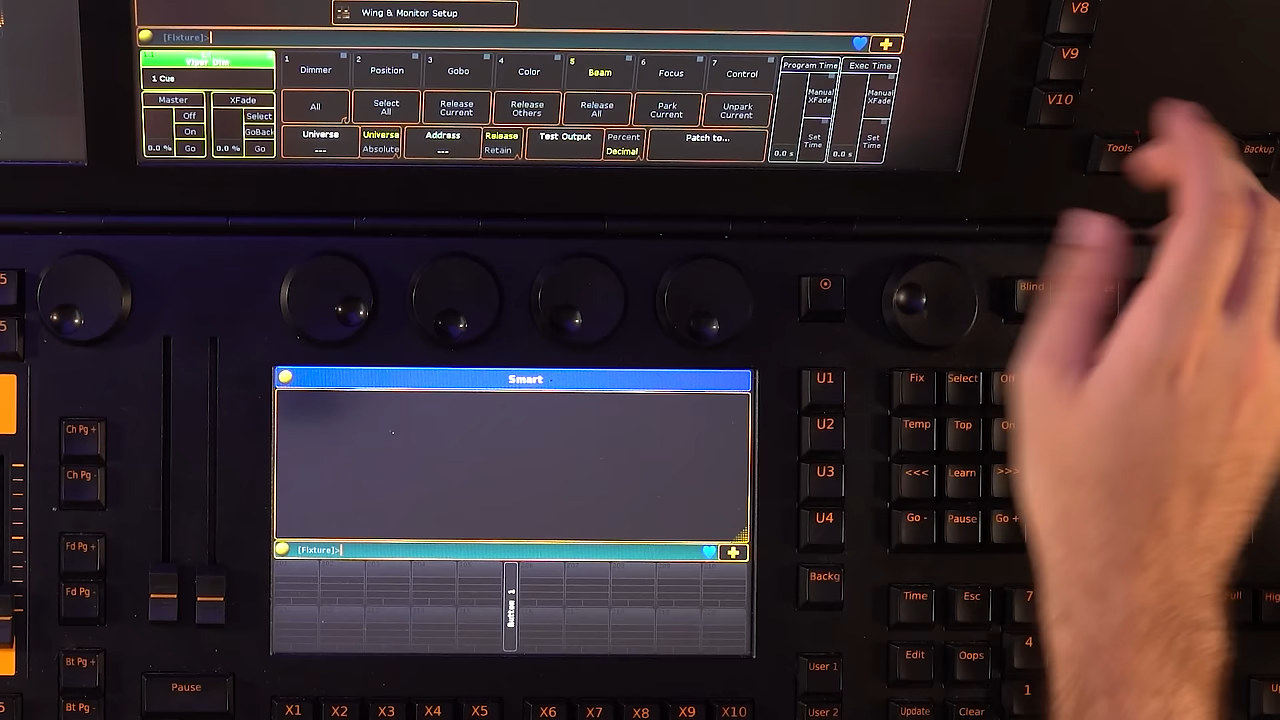 Wing & Monitor Setup
[Fixture]>
Viper Dim
1 Cue
Master XFade
Off Select
On GoBack
0.0 % Go 0.0 % Go
1 Dimmer 2 Position 3 Gobo 4 Color 5 Beam 6 Focus 7 Control
All Select All Release Current Release Others Release All Park Current Unpark Current
Universe --- Universe Absolute Address --- Release Retain Test Output Percent Decimal Patch to...
Program Time Exec Time
Manual XFade Manual XFade
Set Time Set Time
0.0 s 0.0 s
V8
V9
V10
Tools Backup
Blind
Smart
[Fixture]>
Button 1
Ch Pg +
Ch Pg -
Fd Pg +
Fd Pg -
Bt Pg +
Bt Pg -
Pause
X1 X2 X3 X4 X5 X6 X7 X8 X9 X10
U1
U2
U3
U4
Backg
User 1
User 2
Fix Select
Temp Top On
<<< Learn >>>
Go - Pause Go +
Time Esc 7
Edit Oops 4
1
Update Clear